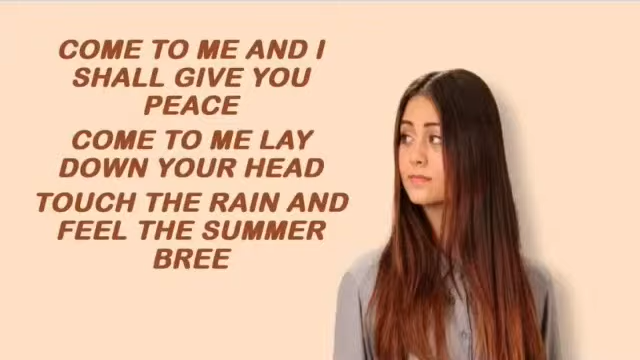 COME TO ME AND I
SHALL GIVE YOU
PEACE
COME TO ME LAY
DOWN YOUR HEAD
TOUCH THE RAIN AND
FEEL THE SUMMER
BREE